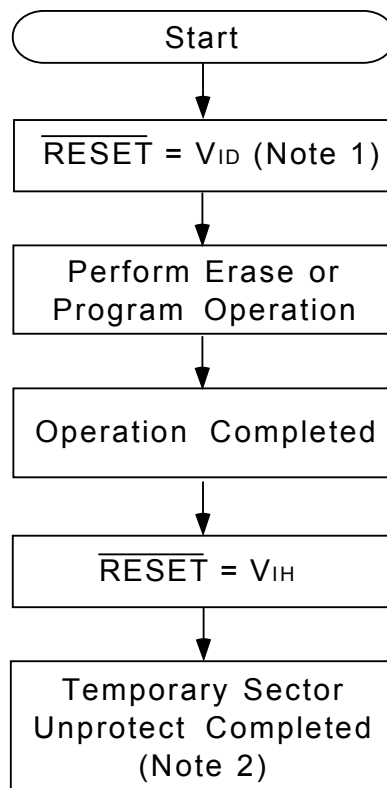 Start
RESET = VID (Note 1)
Perform Erase or
Program Operation
Operation Completed
RESET = VIH
Temporary Sector
Unprotect Completed
(Note 2)